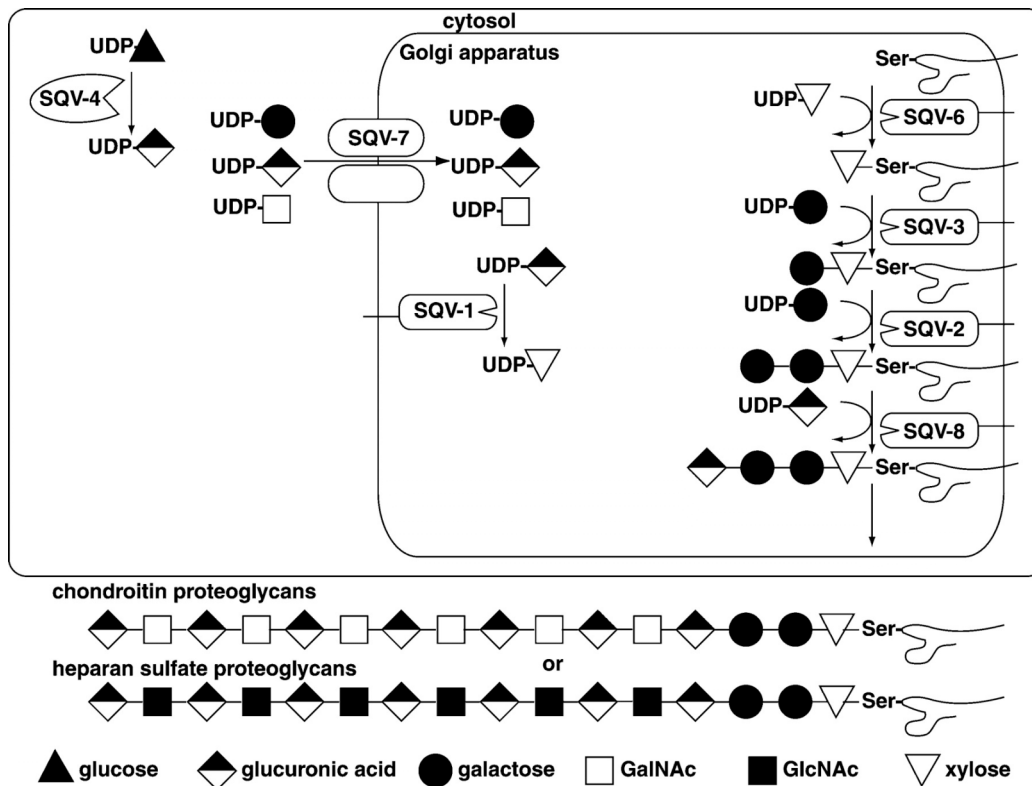 cytosol
Golgi apparatus
UDP-
SQV-4
UDP-
UDP-
UDP-
UDP-
SQV-7
UDP-
UDP-
UDP-
UDP-
SQV-1
UDP-
Ser-
UDP-
SQV-6
Ser-
UDP-
SQV-3
Ser-
UDP-
SQV-2
Ser-
UDP-
SQV-8
Ser-
chondroitin proteoglycans
Ser-
heparan sulfate proteoglycans
or
Ser-
glucose
glucuronic acid
galactose
GalNAc
GlcNAc
xylose